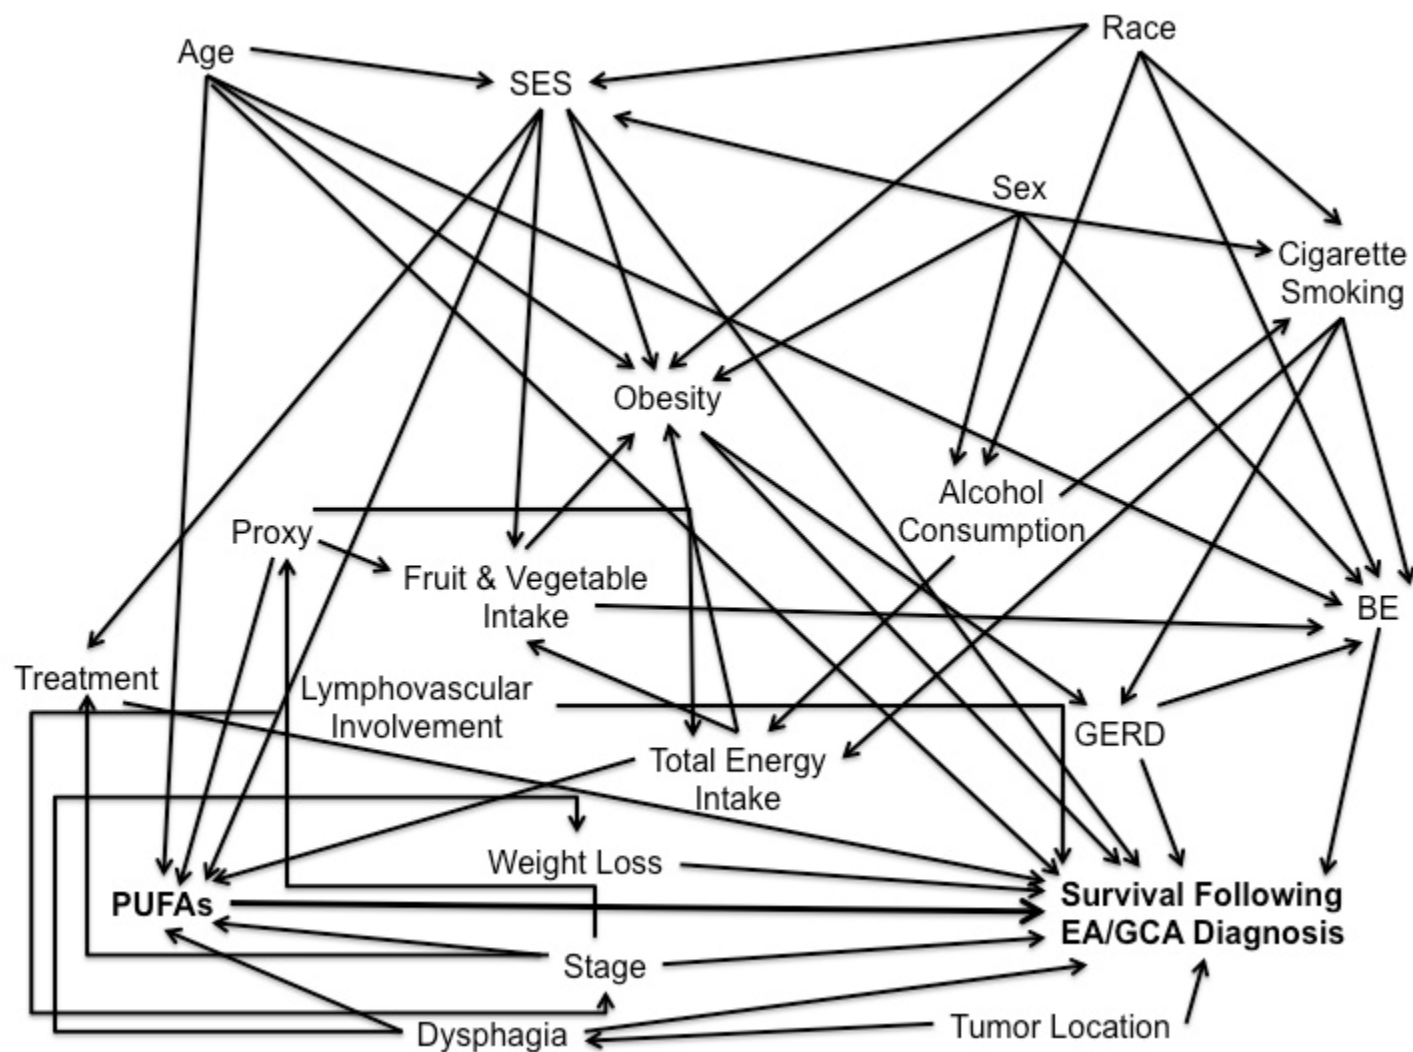 Race
Age
SES
Sex
Cigarette
Smoking
Obesity
Alcohol
Consumption
Proxy
Fruit & Vegetable
Intake
BE
Treatment
Lymphovascular
Involvement
GERD
Total Energy
Intake
Weight Loss
PUFAs
Survival Following
EA/GCA Diagnosis
Stage
Dysphagia
Tumor Location